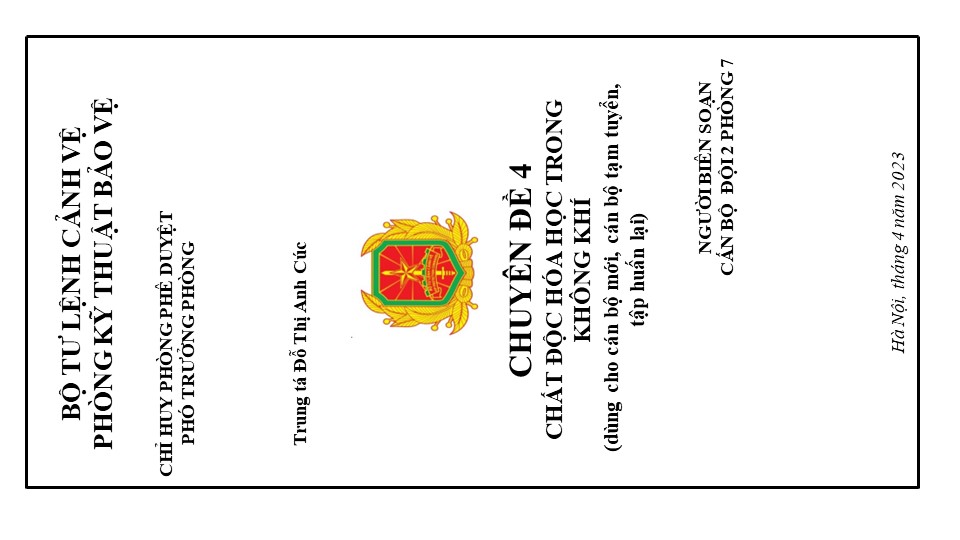 BỘ TƯ LỆNH CẢNH VỆ
PHÒNG KỸ THUẬT BẢO VỆ
CHỈ HUY PHÒNG PHÊ DUYỆT
PHÓ TRƯỞNG PHÒNG
Trung tá Đỗ Thị Anh Cúc
CHUYÊN ĐỀ 4
CHẤT ĐỘC HÓA HỌC TRONG
KHÔNG KHÍ
(dùng cho cán bộ mới, cán bộ tạm tuyển,
tập huấn lại)
NGƯỜI BIÊN SOẠN
CẤN BỘ ĐỘI 2 PHÒNG 7
Hà Nội, tháng 4 năm 2023